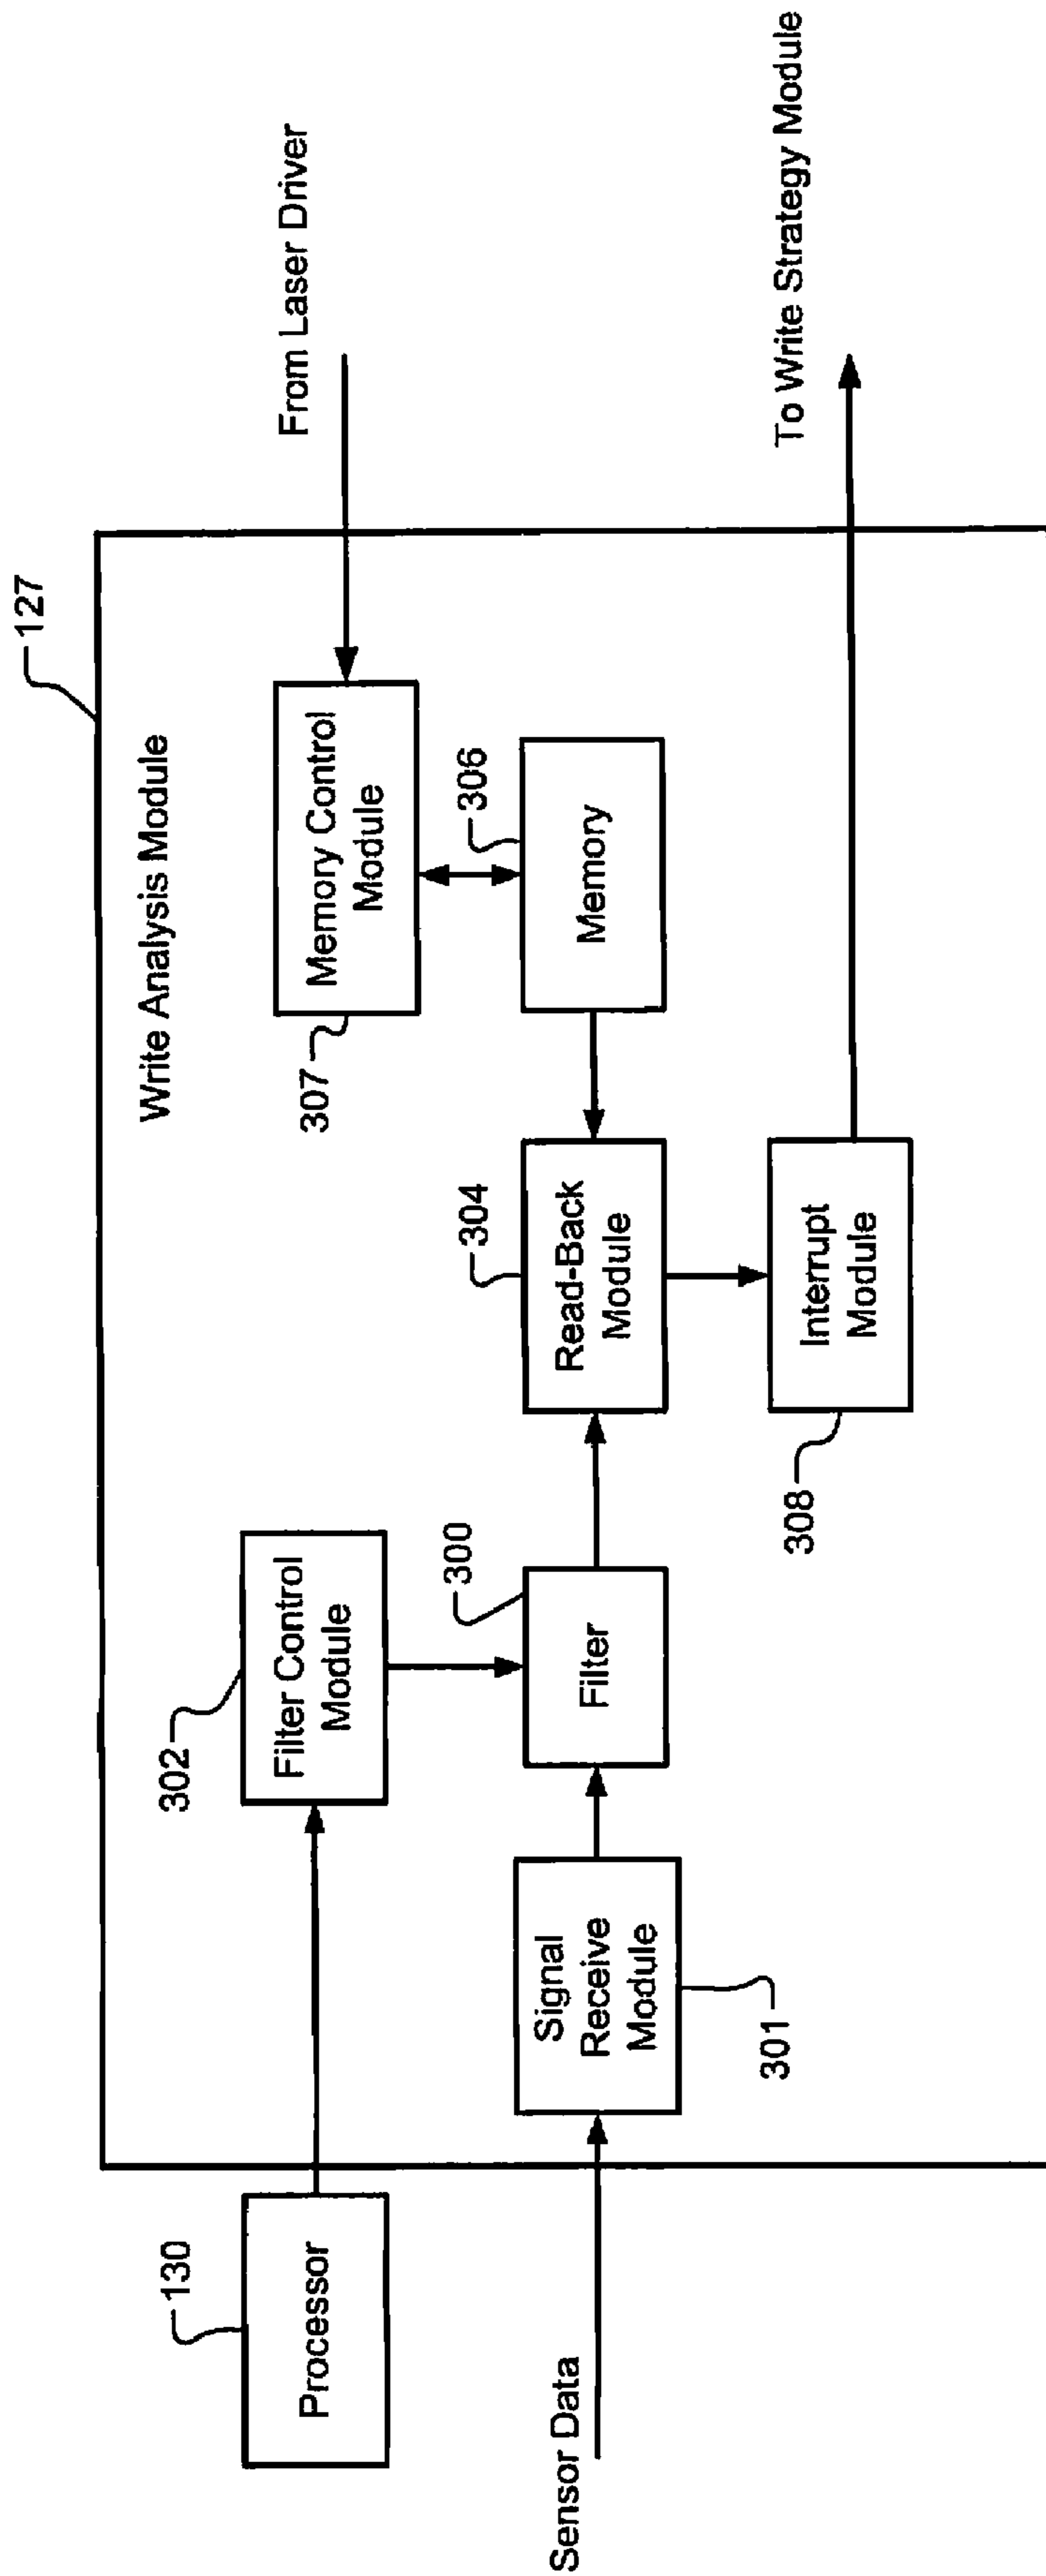 127
Write Analysis Module
From Laser Driver
130
Processor
302
Filter Control
Module
307
Memory Control
Module
306
Memory
Sensor Data
301
Signal
Receive
Module
300
Filter
304
Read-Back
Module
308
Interrupt
Module
To Write Strategy Module